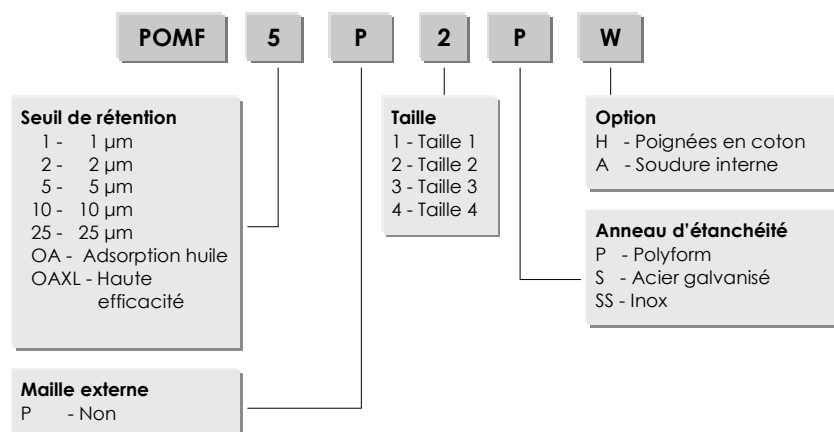 POMF 5 P 2 P W
Seuil de rétention
1 - 1 µm
2 - 2 µm
5 - 5 µm
10 - 10 µm
25 - 25 µm
OA - Adsorption huile
OAXL - Haute
efficacité
Maille externe
P - Non
Taille
1 - Taille 1
2 - Taille 2
3 - Taille 3
4 - Taille 4
Option
H - Poignées en coton
A - Soudure interne
Anneau d'étanchéité
P - Polyform
S - Acier galvanisé
SS - Inox